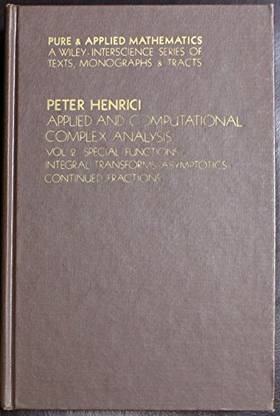 PURE & APPLIED MATHEMATICS
A WILEY-INTERSCIENCE SERIES OF
TEXTS, MONOGRAPHS & TRACTS
PETER HENRICI
APPLIED AND COMPUTATIONAL
COMPLEX ANALYSIS
VOL 2 SPECIAL FUNCTIONS
INTEGRAL TRANSFORMS ASYMPTOTICS
CONTINUED FRACTIONS